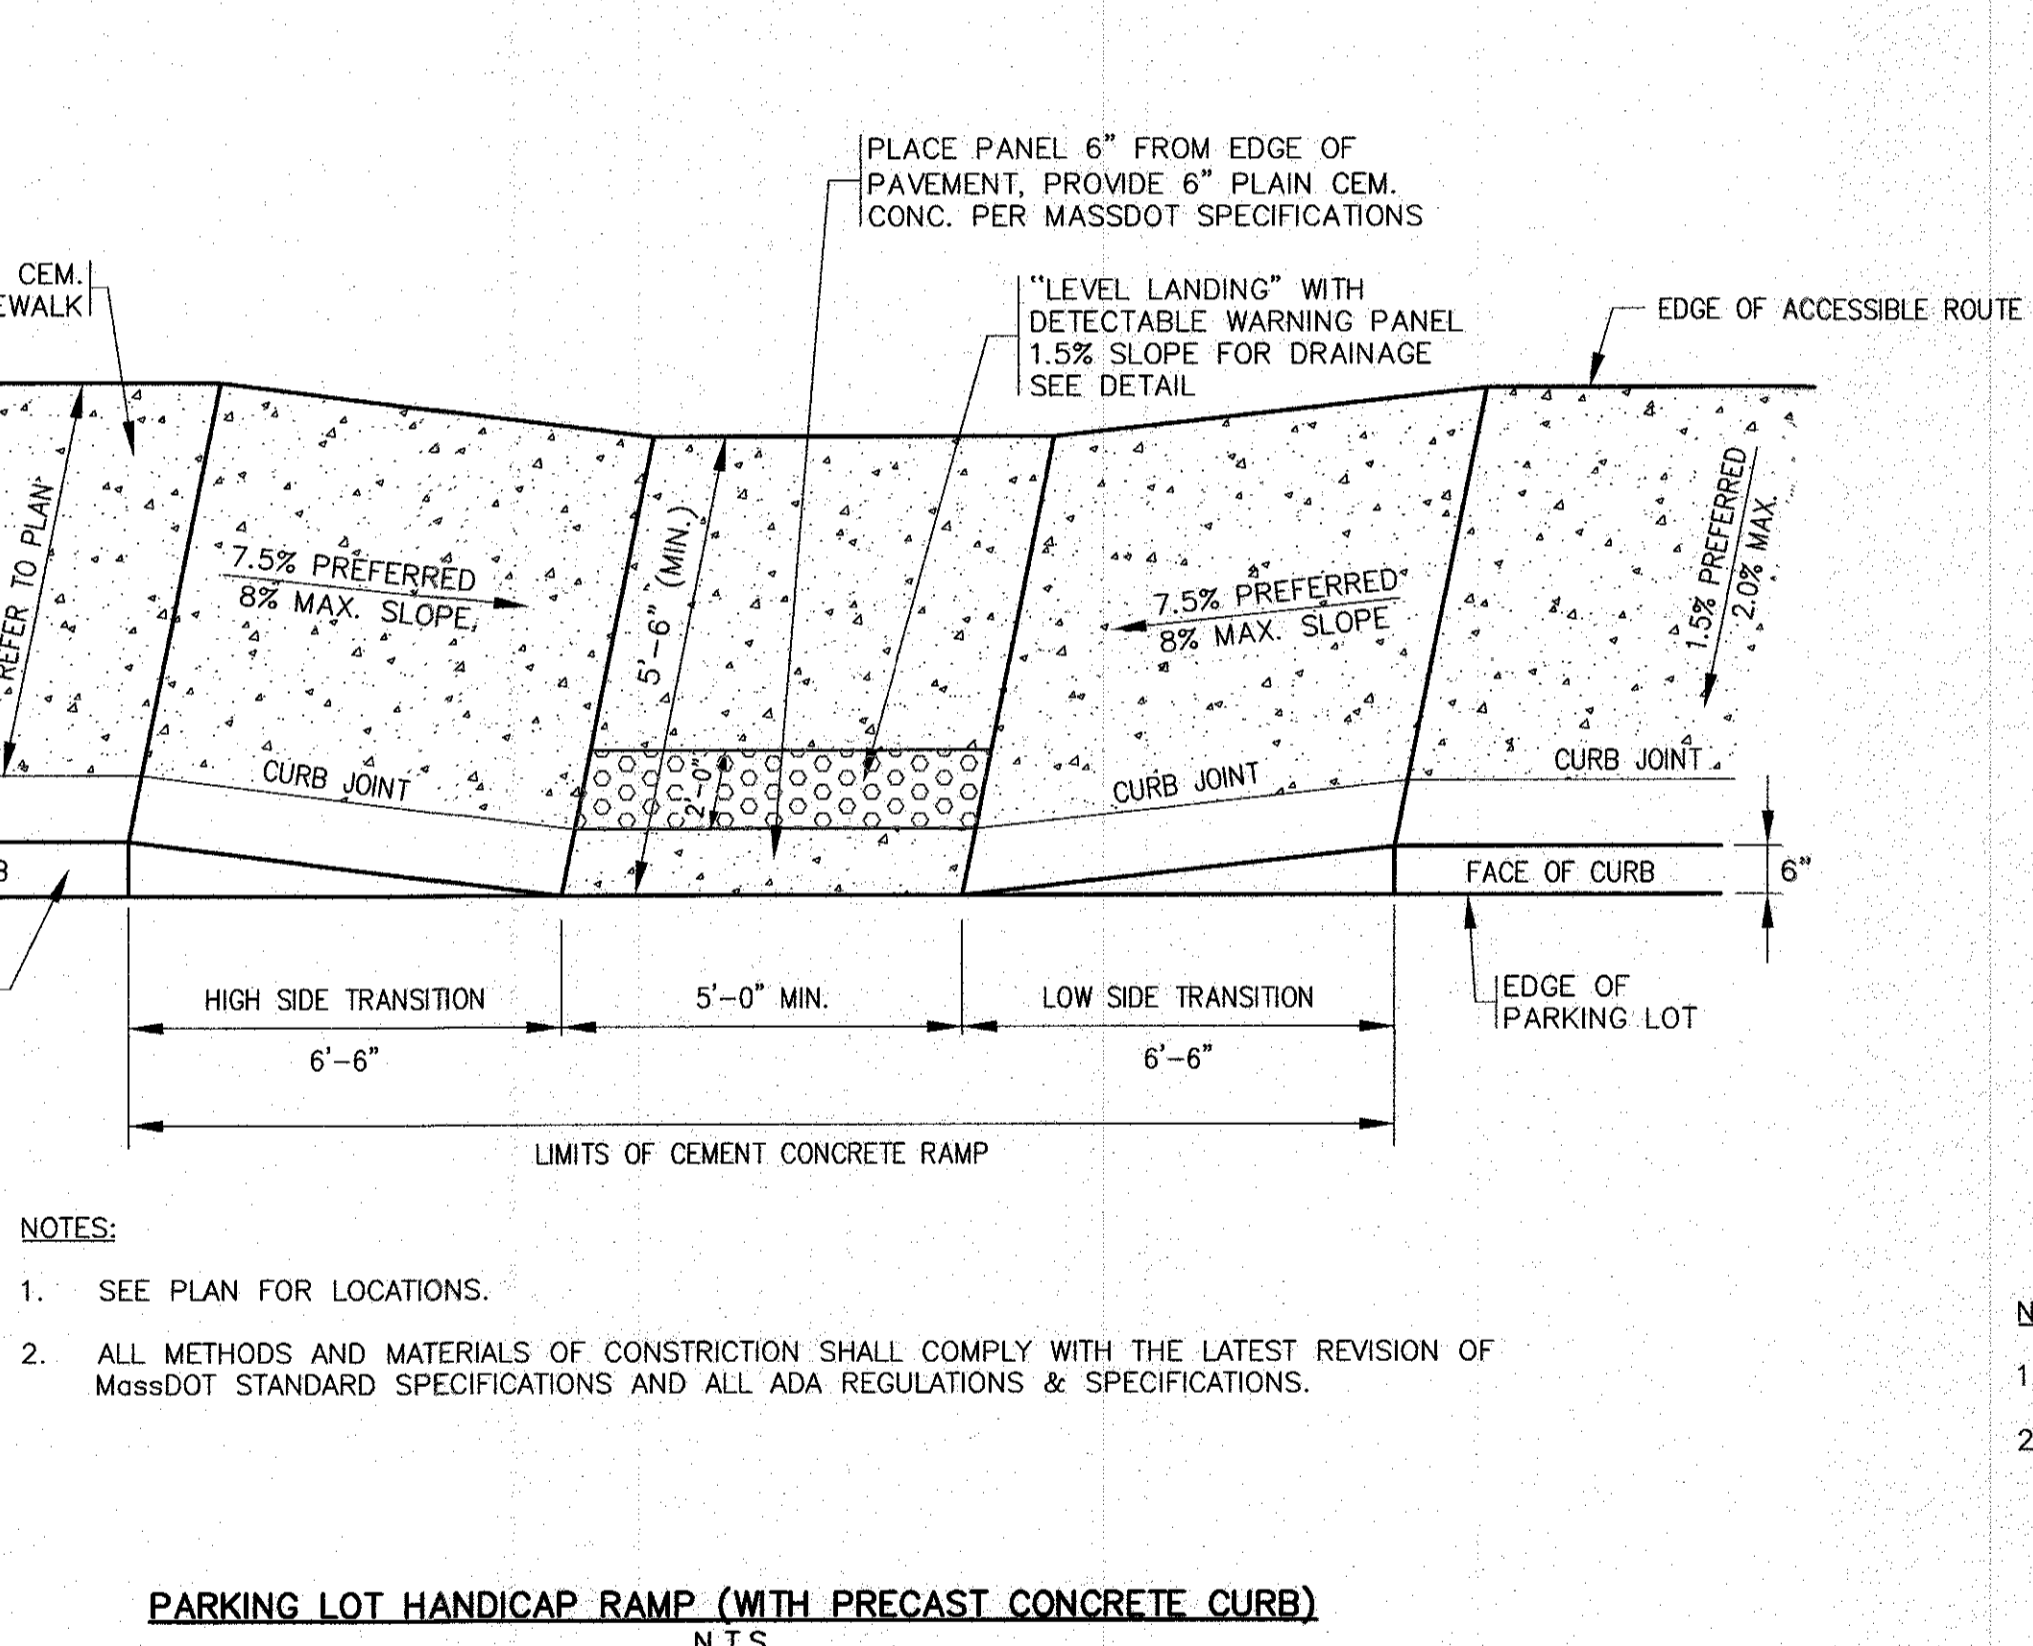 PLACE PANEL 6" FROM EDGE OF
PAVEMENT, PROVIDE 6" PLAIN CEM.
CONC. PER MASSDOT SPECIFICATIONS
CEM.
EWALK
"LEVEL LANDING" WITH
DETECTABLE WARNING PANEL
1.5% SLOPE FOR DRAINAGE
SEE DETAIL
EDGE OF ACCESSIBLE ROUTE
REFER TO PLAN
7.5% PREFERRED
8% MAX. SLOPE
5'-6" (MIN.)
7.5% PREFERRED
8% MAX. SLOPE
1.5% PREFERRED
2.0% MAX.
CURB JOINT
2'-0"
CURB JOINT
CURB JOINT
B
FACE OF CURB
6"
HIGH SIDE TRANSITION
6'-6"
5'-0" MIN.
LOW SIDE TRANSITION
6'-6"
EDGE OF
PARKING LOT
LIMITS OF CEMENT CONCRETE RAMP
NOTES:
1. SEE PLAN FOR LOCATIONS.
2. ALL METHODS AND MATERIALS OF CONSTRICTION SHALL COMPLY WITH THE LATEST REVISION OF
MassDOT STANDARD SPECIFICATIONS AND ALL ADA REGULATIONS & SPECIFICATIONS.
N
1
2
PARKING LOT HANDICAP RAMP (WITH PRECAST CONCRETE CURB)
N.T.S.